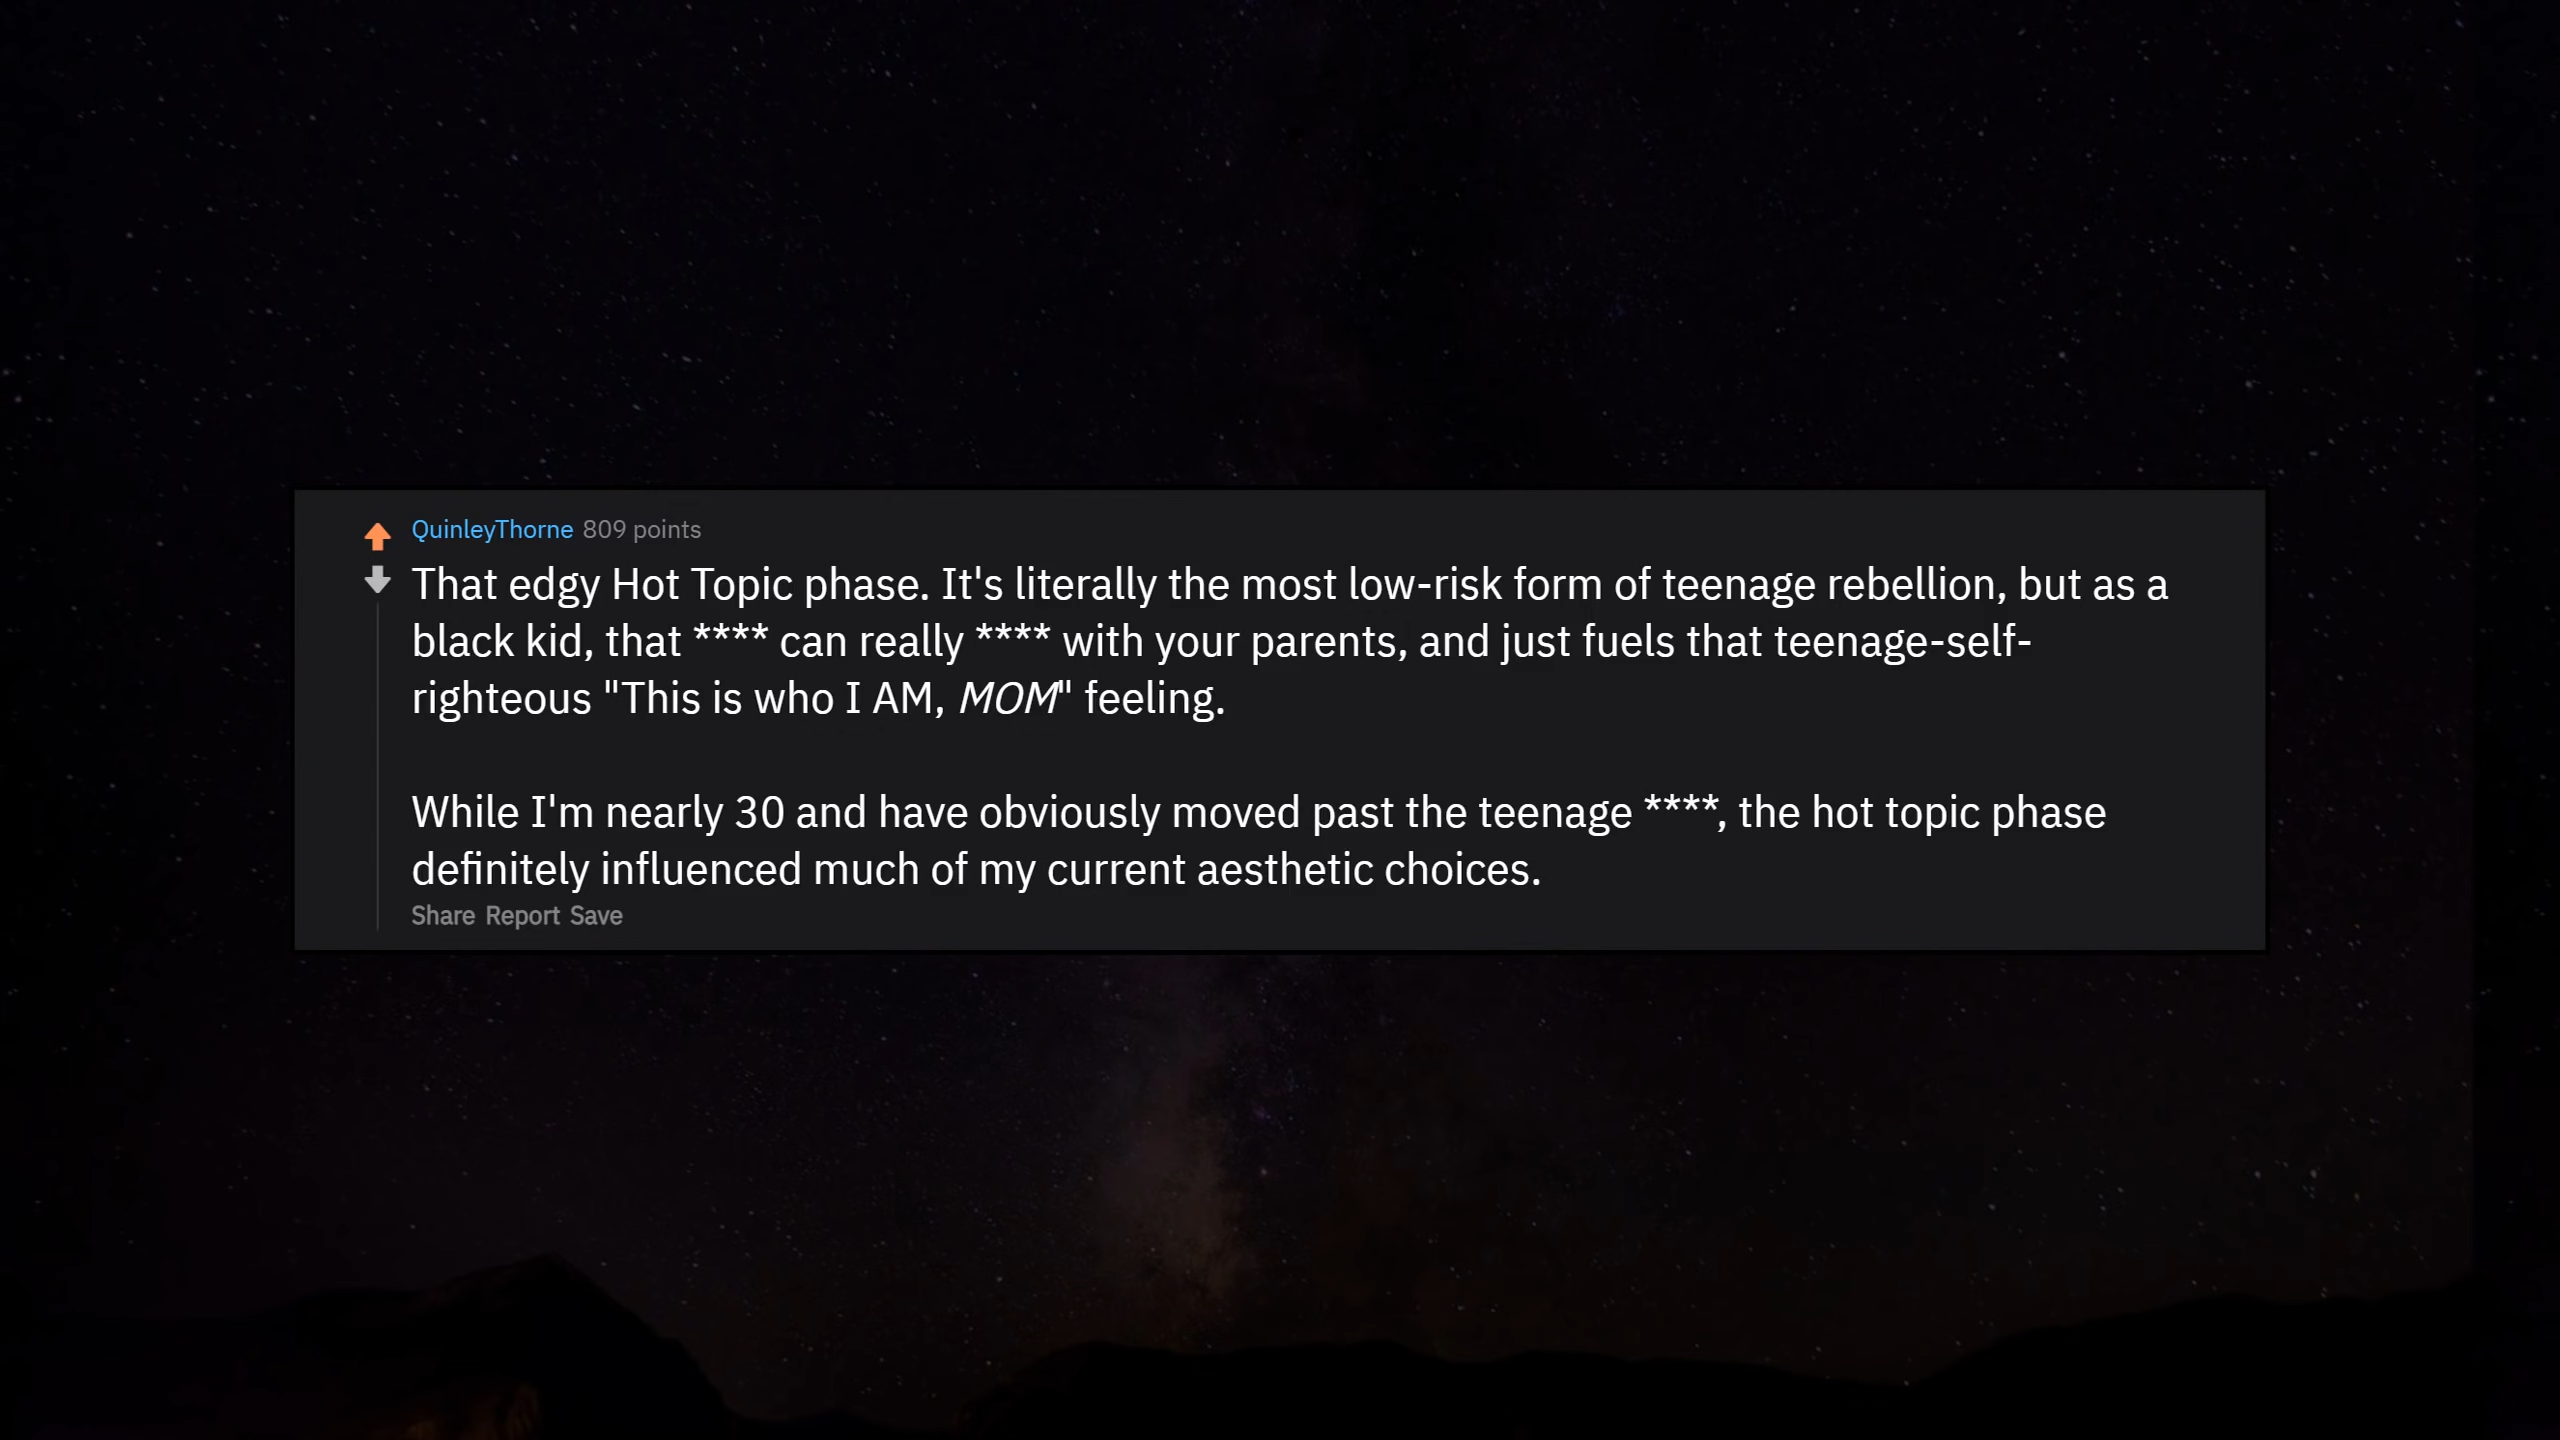 QuinleyThorne 809 points
That edgy Hot Topic phase. It's literally the most low-risk form of teenage rebellion, but as a
black kid, that **** can really **** with your parents, and just fuels that teenage-self-
righteous "This is who I AM, MOM" feeling.
While I'm nearly 30 and have obviously moved past the teenage ****, the hot topic phase
definitely influenced much of my current aesthetic choices.
Share Report Save